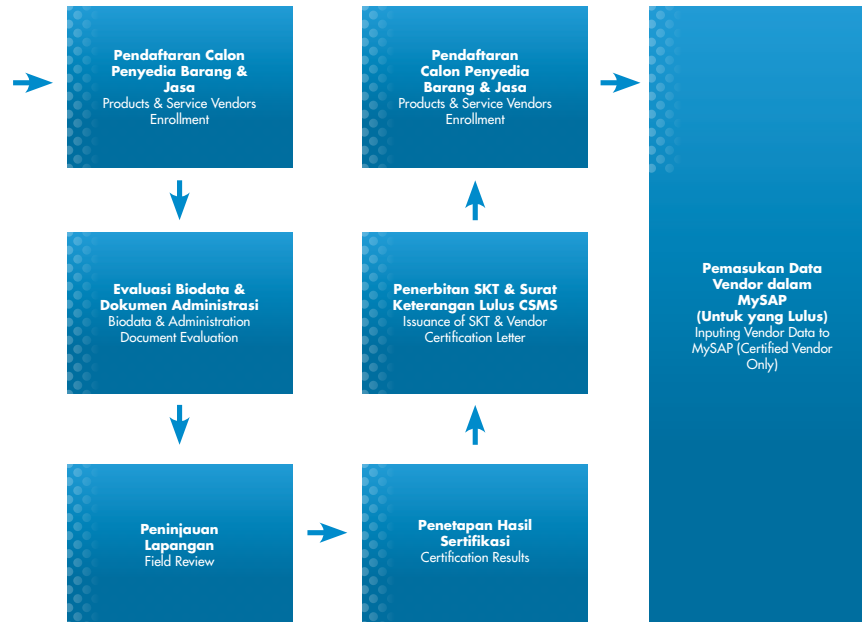 Pendaftaran Calon
Penyedia Barang &
Jasa
Products & Service Vendors
Enrollment
Evaluasi Biodata &
Dokumen Administrasi
Biodata & Administration
Document Evaluation
Peninjauan
Lapangan
Field Review
Penetapan Hasil
Sertifikasi
Certification Results
Penerbitan SKT & Surat
Keterangan Lulus CSMS
Issuance of SKT & Vendor
Certification Letter
Pendaftaran
Calon Penyedia
Barang & Jasa
Products & Service Vendors
Enrollment
Pemasukan Data
Vendor dalam
MySAP
(Untuk yang Lulus)
Inputing Vendor Data to
MySAP (Certified Vendor
Only)